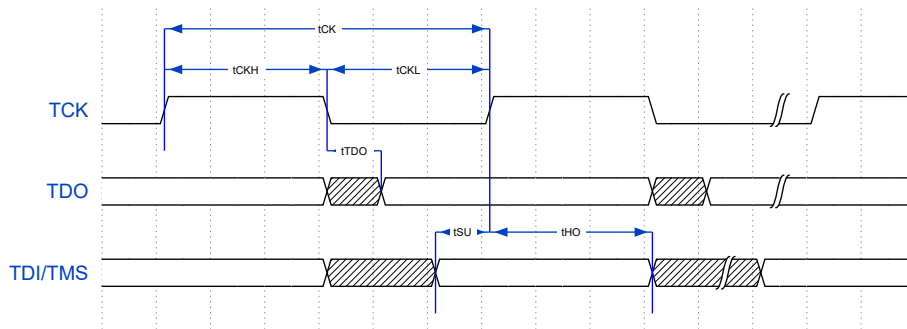 tCK
tCKH
tCKL
TCK
tTDO
TDO
tSU
tHO
TDI/TMS